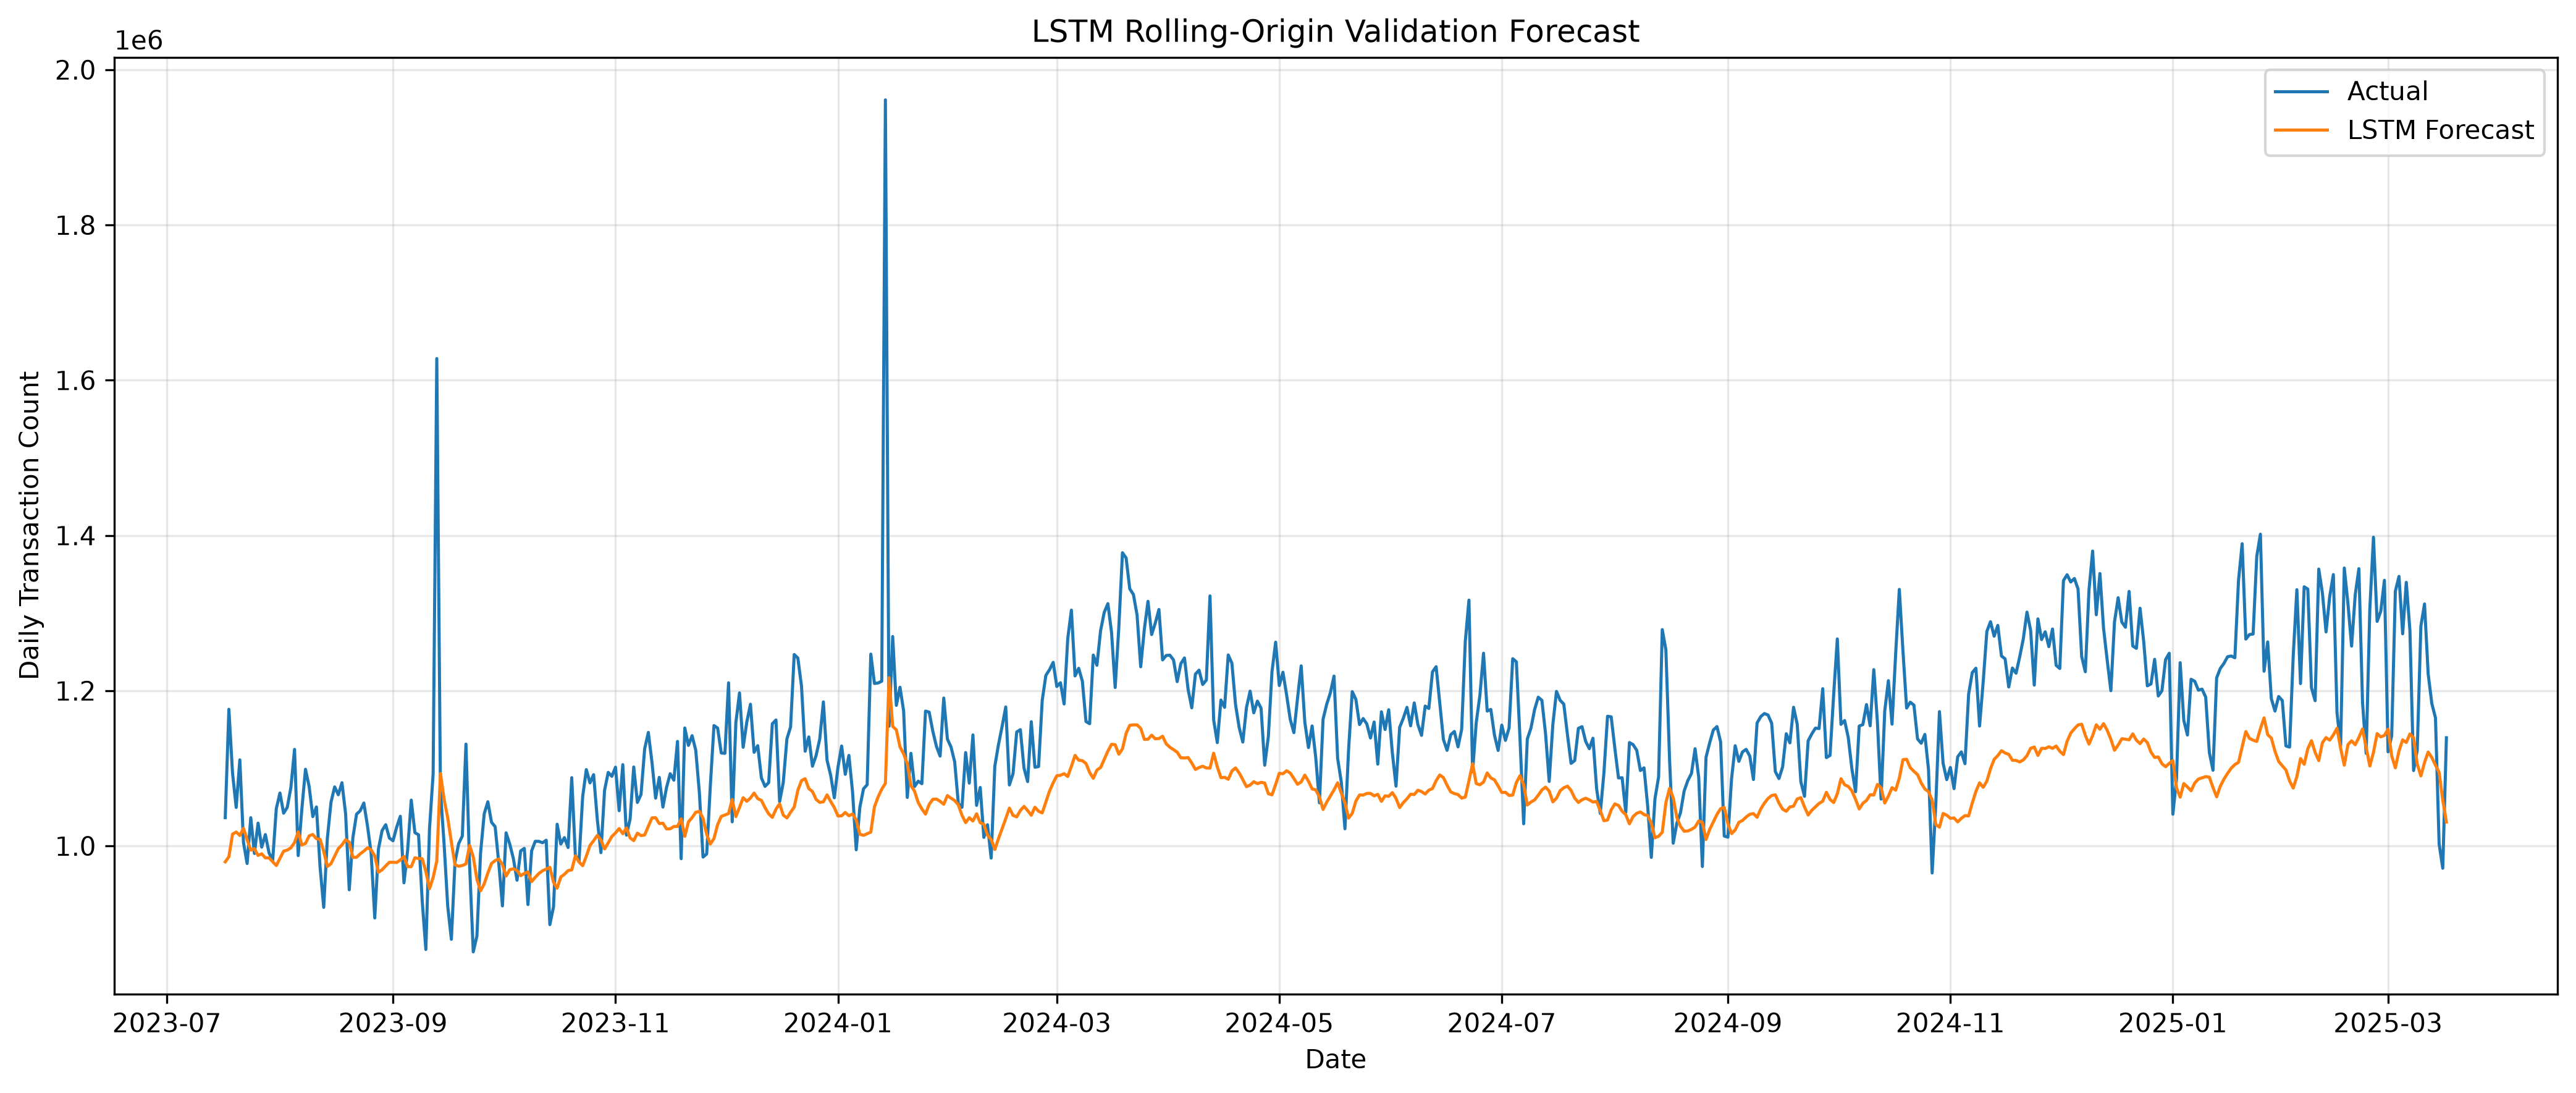 LSTM Rolling-Origin Validation Forecast
1e6
2.0
1.8
1.6
1.4
1.2
1.0
Daily Transaction Count
Actual
LSTM Forecast
2023-07 2023-09 2023-11 2024-01 2024-03 2024-05 2024-07 2024-09 2024-11 2025-01 2025-03
Date